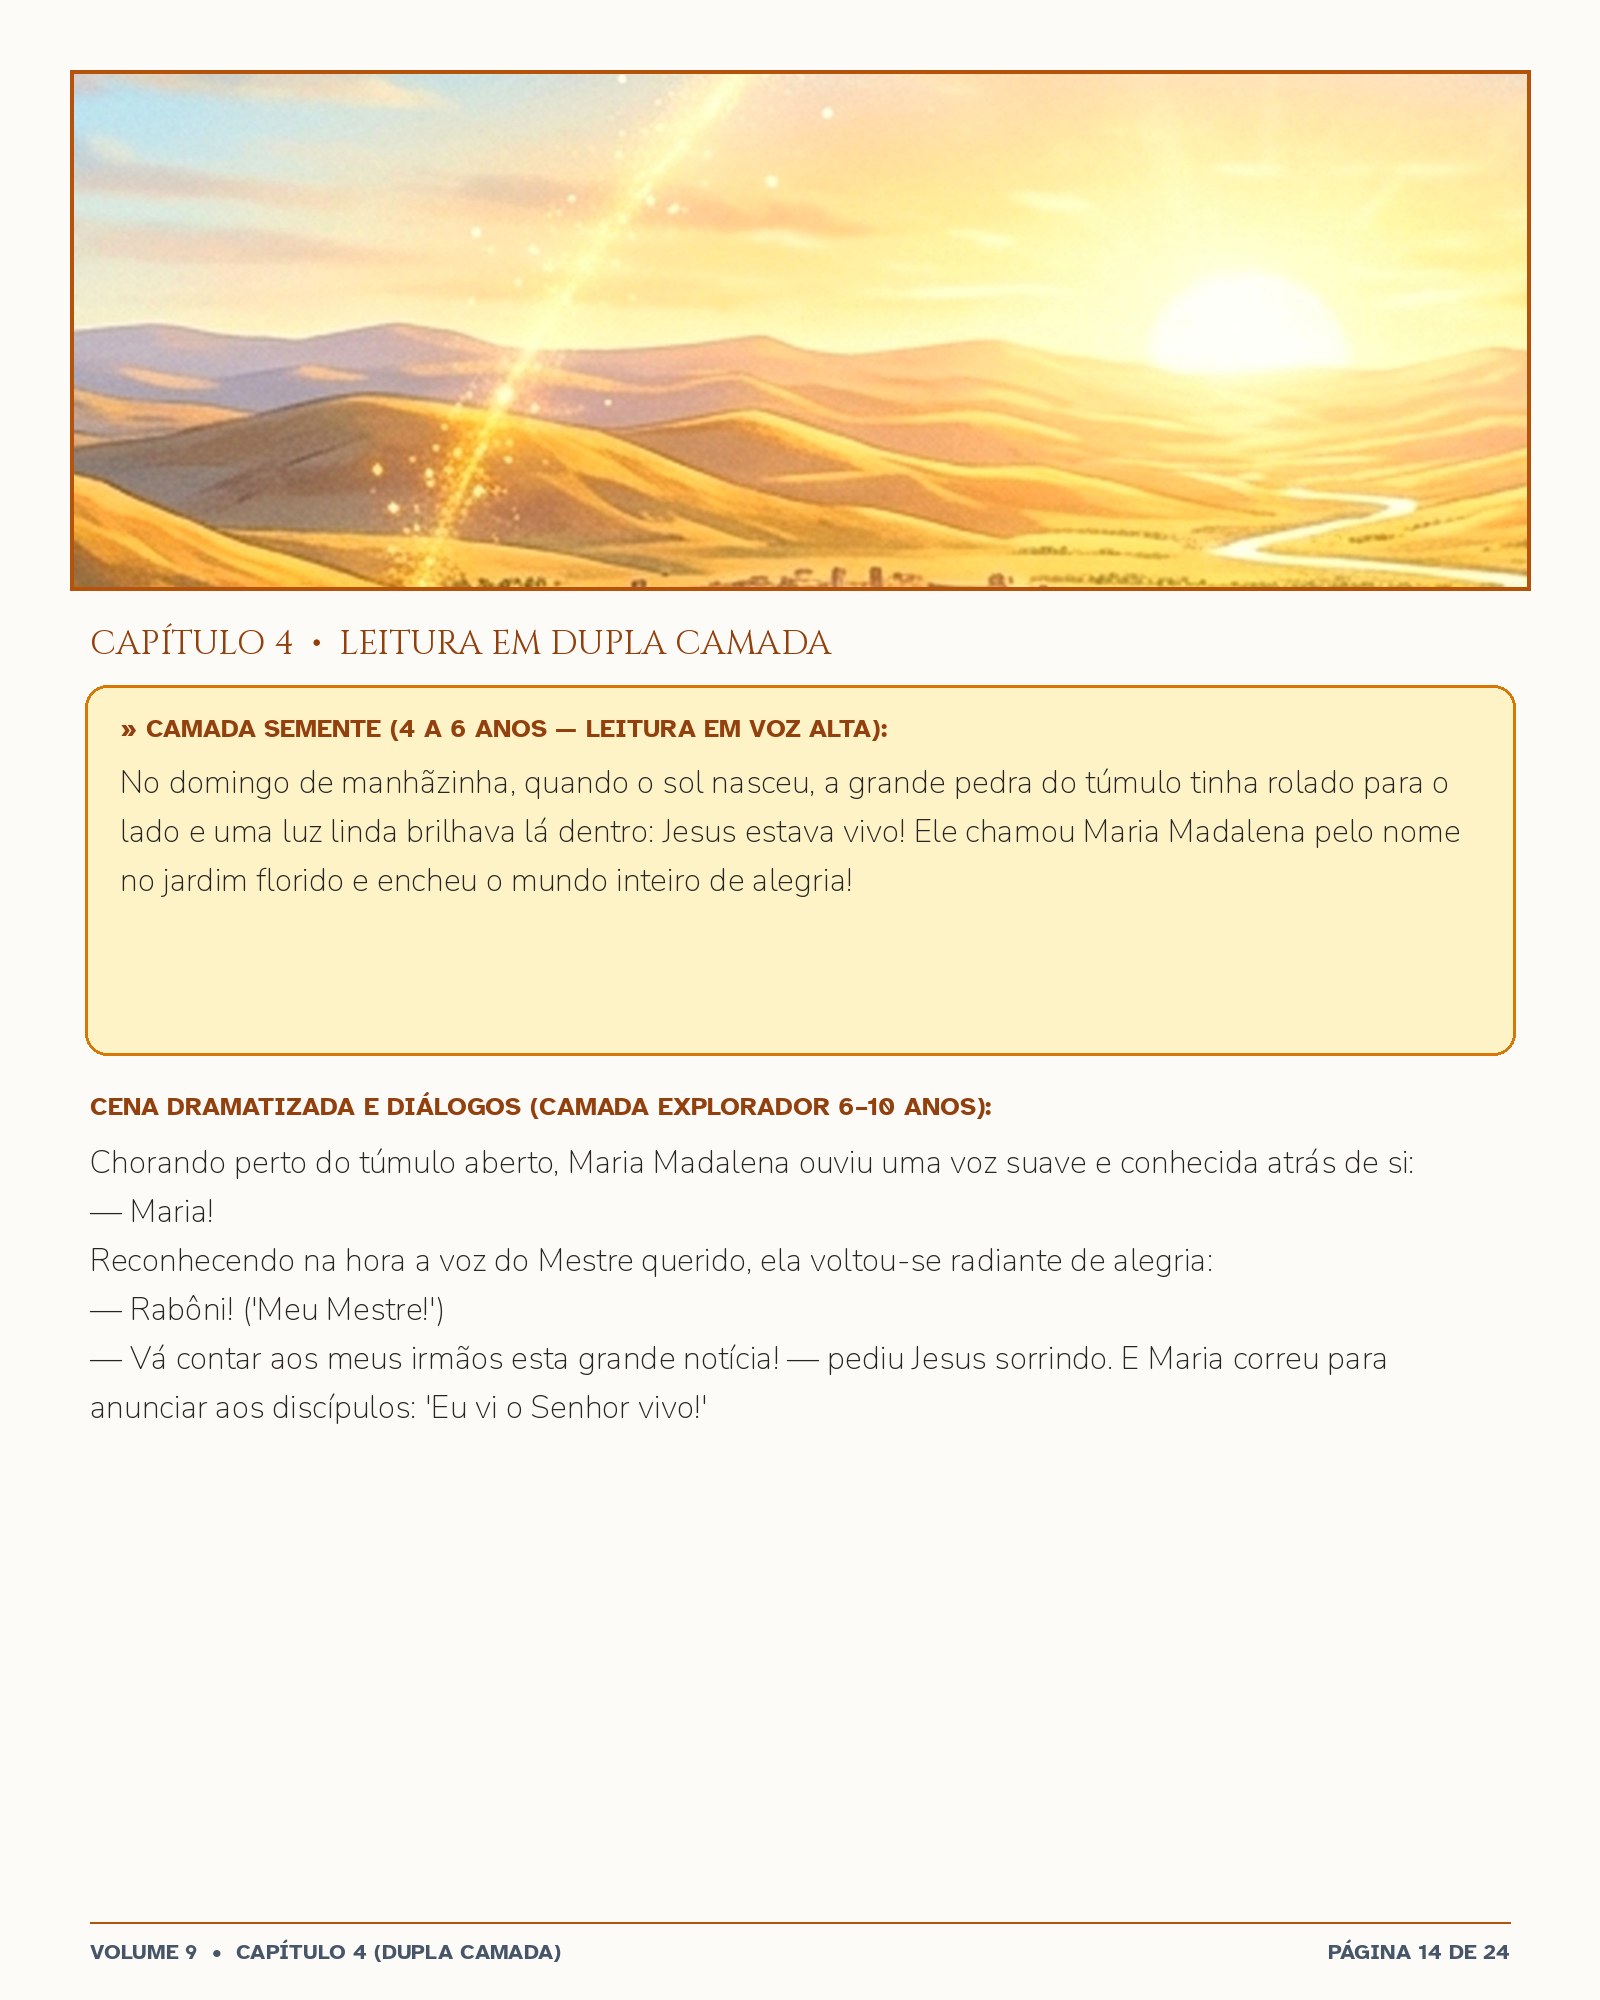 CAPÍTULO 4 • LEITURA EM DUPLA CAMADA
» CAMADA SEMENTE (4 A 6 ANOS — LEITURA EM VOZ ALTA):
No domingo de manhãzinha, quando o sol nasceu, a grande pedra do túmulo tinha rolado para o
lado e uma luz linda brilhava lá dentro: Jesus estava vivo! Ele chamou Maria Madalena pelo nome
no jardim florido e encheu o mundo inteiro de alegria!
CENA DRAMATIZADA E DIÁLOGOS (CAMADA EXPLORADOR 6–10 ANOS):
Chorando perto do túmulo aberto, Maria Madalena ouviu uma voz suave e conhecida atrás de si:
— Maria!
Reconhecendo na hora a voz do Mestre querido, ela voltou-se radiante de alegria:
— Rabôni! ('Meu Mestre!')
— Vá contar aos meus irmãos esta grande notícia! — pediu Jesus sorrindo. E Maria correu para
anunciar aos discípulos: 'Eu vi o Senhor vivo!'
VOLUME 9 • CAPÍTULO 4 (DUPLA CAMADA)
PÁGINA 14 DE 24